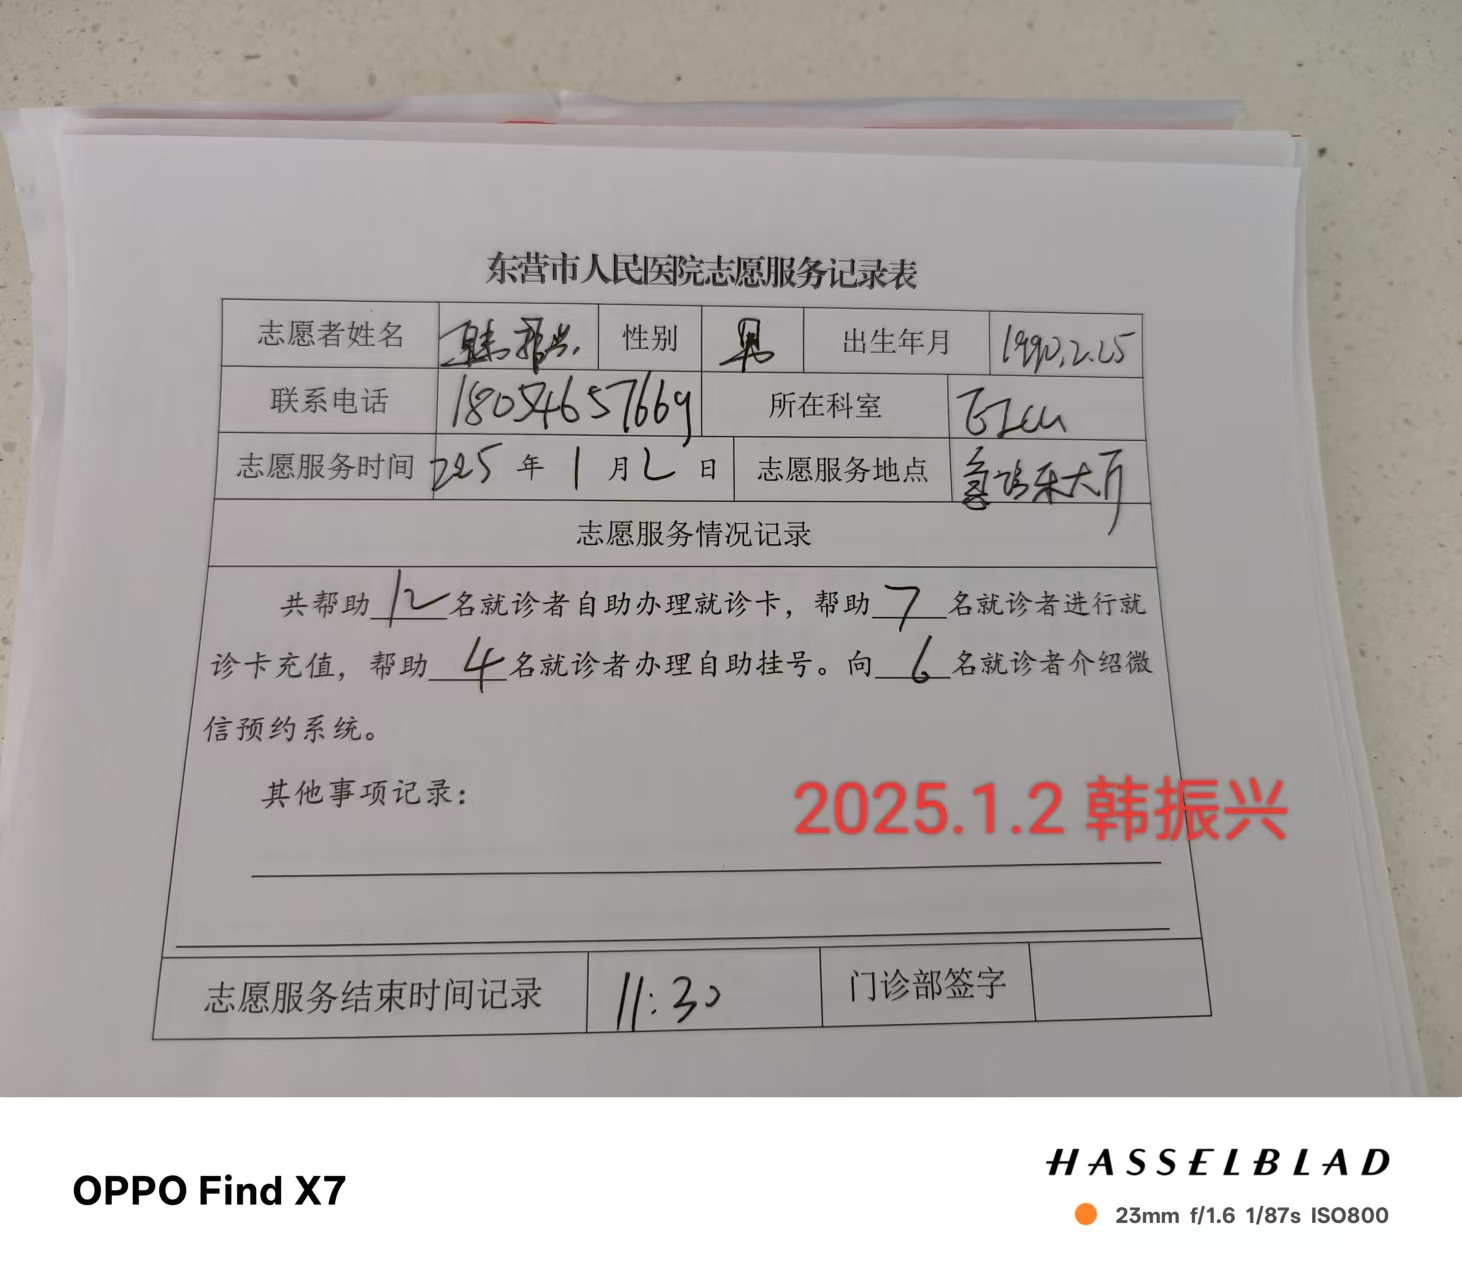 东营市人民医院志愿服务记录表
志愿者姓名 韩振兴 性别 男 出生年月 1990.2.25
联系电话 18054657669 所在科室 EICU
志愿服务时间 2025 年 1 月 2 日 志愿服务地点 大厅
志愿服务情况记录
共帮助 12 名就诊者自助办理就诊卡，帮助 7 名就诊者进行就
诊卡充值，帮助 4 名就诊者办理自助挂号。向 6 名就诊者介绍微
信预约系统。
其他事项记录：
2025.1.2 韩振兴
志愿服务结束时间记录 11:30 门诊部签字
OPPO Find X7
HASSELBLAD
23mm f/1.6 1/87s ISO800